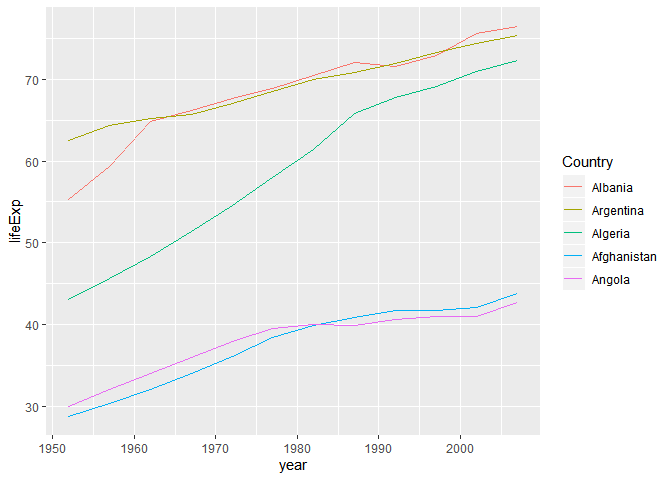 70
60
50
40
30
lifeExp
1950
1960
1970
1980
1990
2000
year
Country
Albania
Argentina
Algeria
Afghanistan
Angola